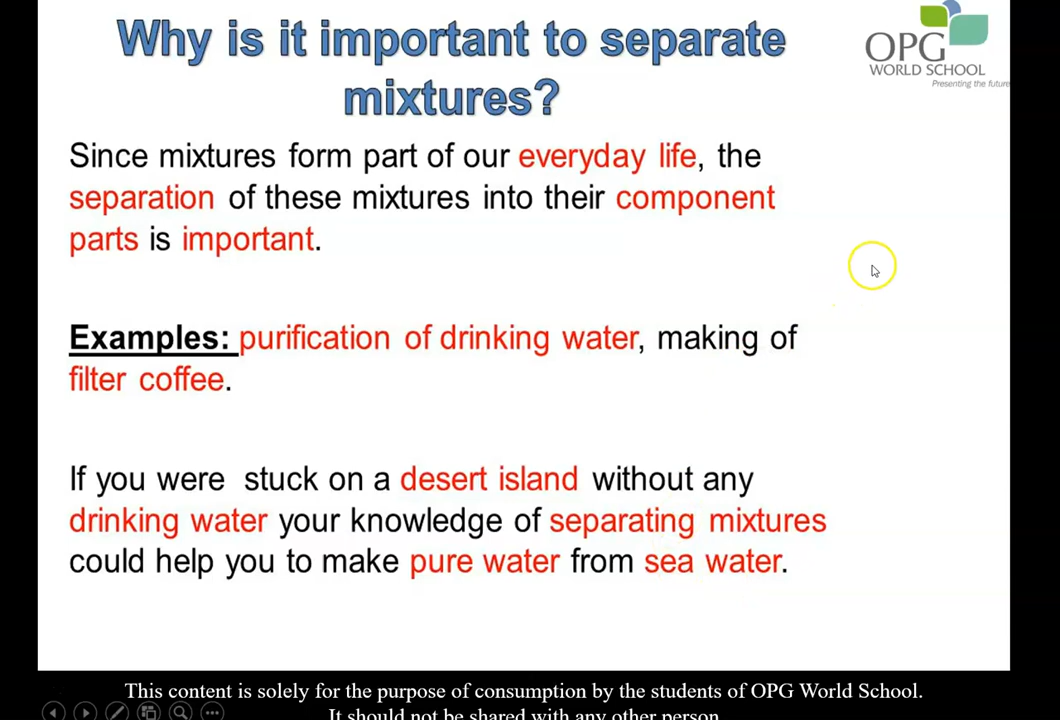 Why is it important to separate
mixtures?
OPG
WORLD SCHOOL
Presenting the future
Since mixtures form part of our everyday life, the
separation of these mixtures into their component
parts is important.
Examples: purification of drinking water, making of
filter coffee.
If you were stuck on a desert island without any
drinking water your knowledge of separating mixtures
could help you to make pure water from sea water.
This content is solely for the purpose of consumption by the students of OPG World School.
It should not be shared with any other person